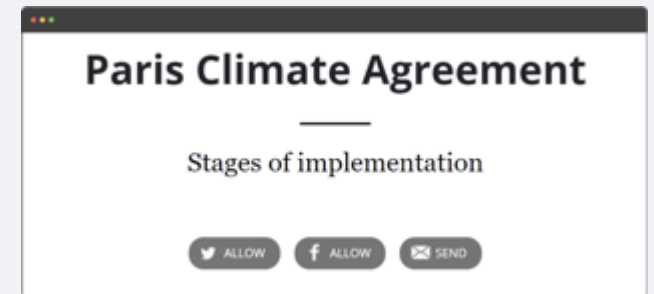 Paris Climate Agreement
Stages of implementation
ALLOW ALLOW SEND